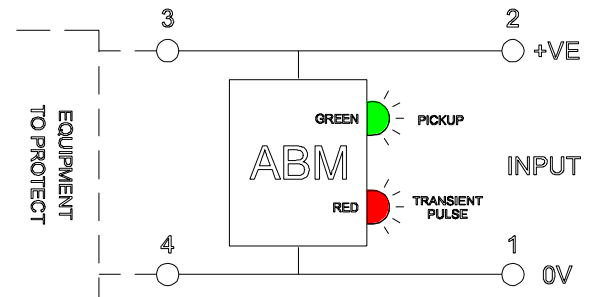 3
2
+VE
GREEN
PICKUP
ABM
INPUT
RED
TRANSIENT
PULSE
EQUIPMENT
TO PROTECT
4
1
0V